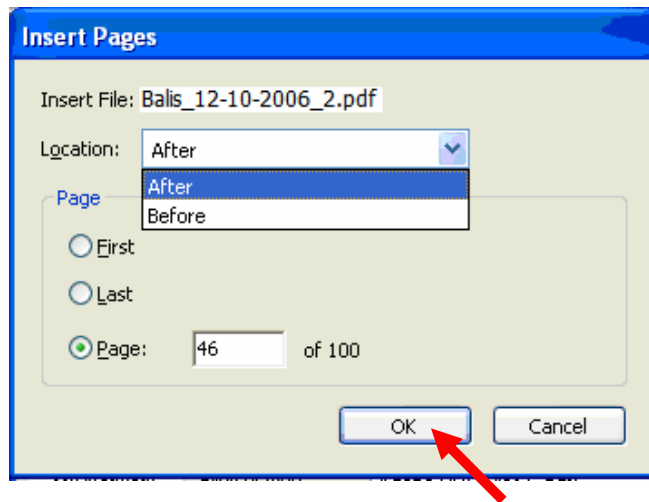 Insert Pages
Insert File: Balis_12-10-2006_2.pdf
Location: After
After
Before
Page
First
Last
Page: 46 of 100
OK Cancel